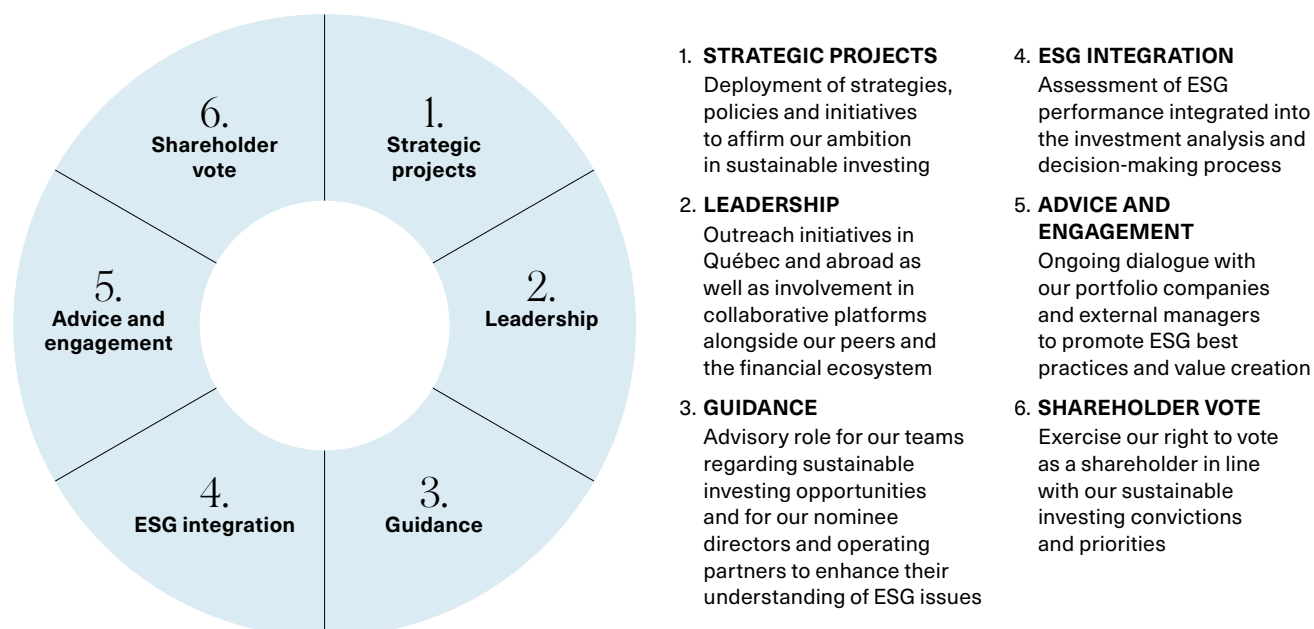 6.
Shareholder
vote
1.
Strategic
projects
5.
Advice and
engagement
2.
Leadership
4.
ESG integration
3.
Guidance
1. STRATEGIC PROJECTS
Deployment of strategies,
policies and initiatives
to affirm our ambition
in sustainable investing
2. LEADERSHIP
Outreach initiatives in
Québec and abroad as
well as involvement in
collaborative platforms
alongside our peers and
the financial ecosystem
3. GUIDANCE
Advisory role for our teams
regarding sustainable
investing opportunities
and for our nominee
directors and operating
partners to enhance their
understanding of ESG issues
4. ESG INTEGRATION
Assessment of ESG
performance integrated into
the investment analysis and
decision-making process
5. ADVICE AND
ENGAGEMENT
Ongoing dialogue with
our portfolio companies
and external managers
to promote ESG best
practices and value creation
6. SHAREHOLDER VOTE
Exercise our right to vote
as a shareholder in line
with our sustainable
investing convictions
and priorities